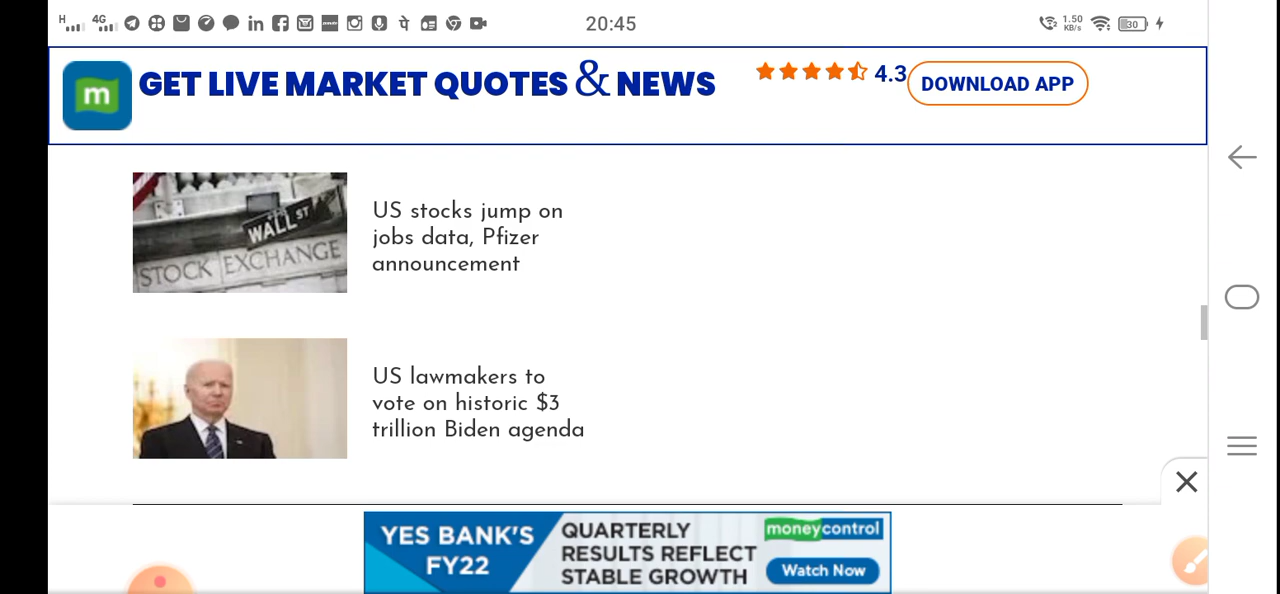 H 4G 20:45 1.50 KB/s 30
m GET LIVE MARKET QUOTES & NEWS 4.3 DOWNLOAD APP
WALL ST
STOCK EXCHANGE
US stocks jump on
jobs data, Pfizer
announcement
US lawmakers to
vote on historic $3
trillion Biden agenda
YES BANK'S
FY22
QUARTERLY
RESULTS REFLECT
STABLE GROWTH
moneycontrol
Watch Now